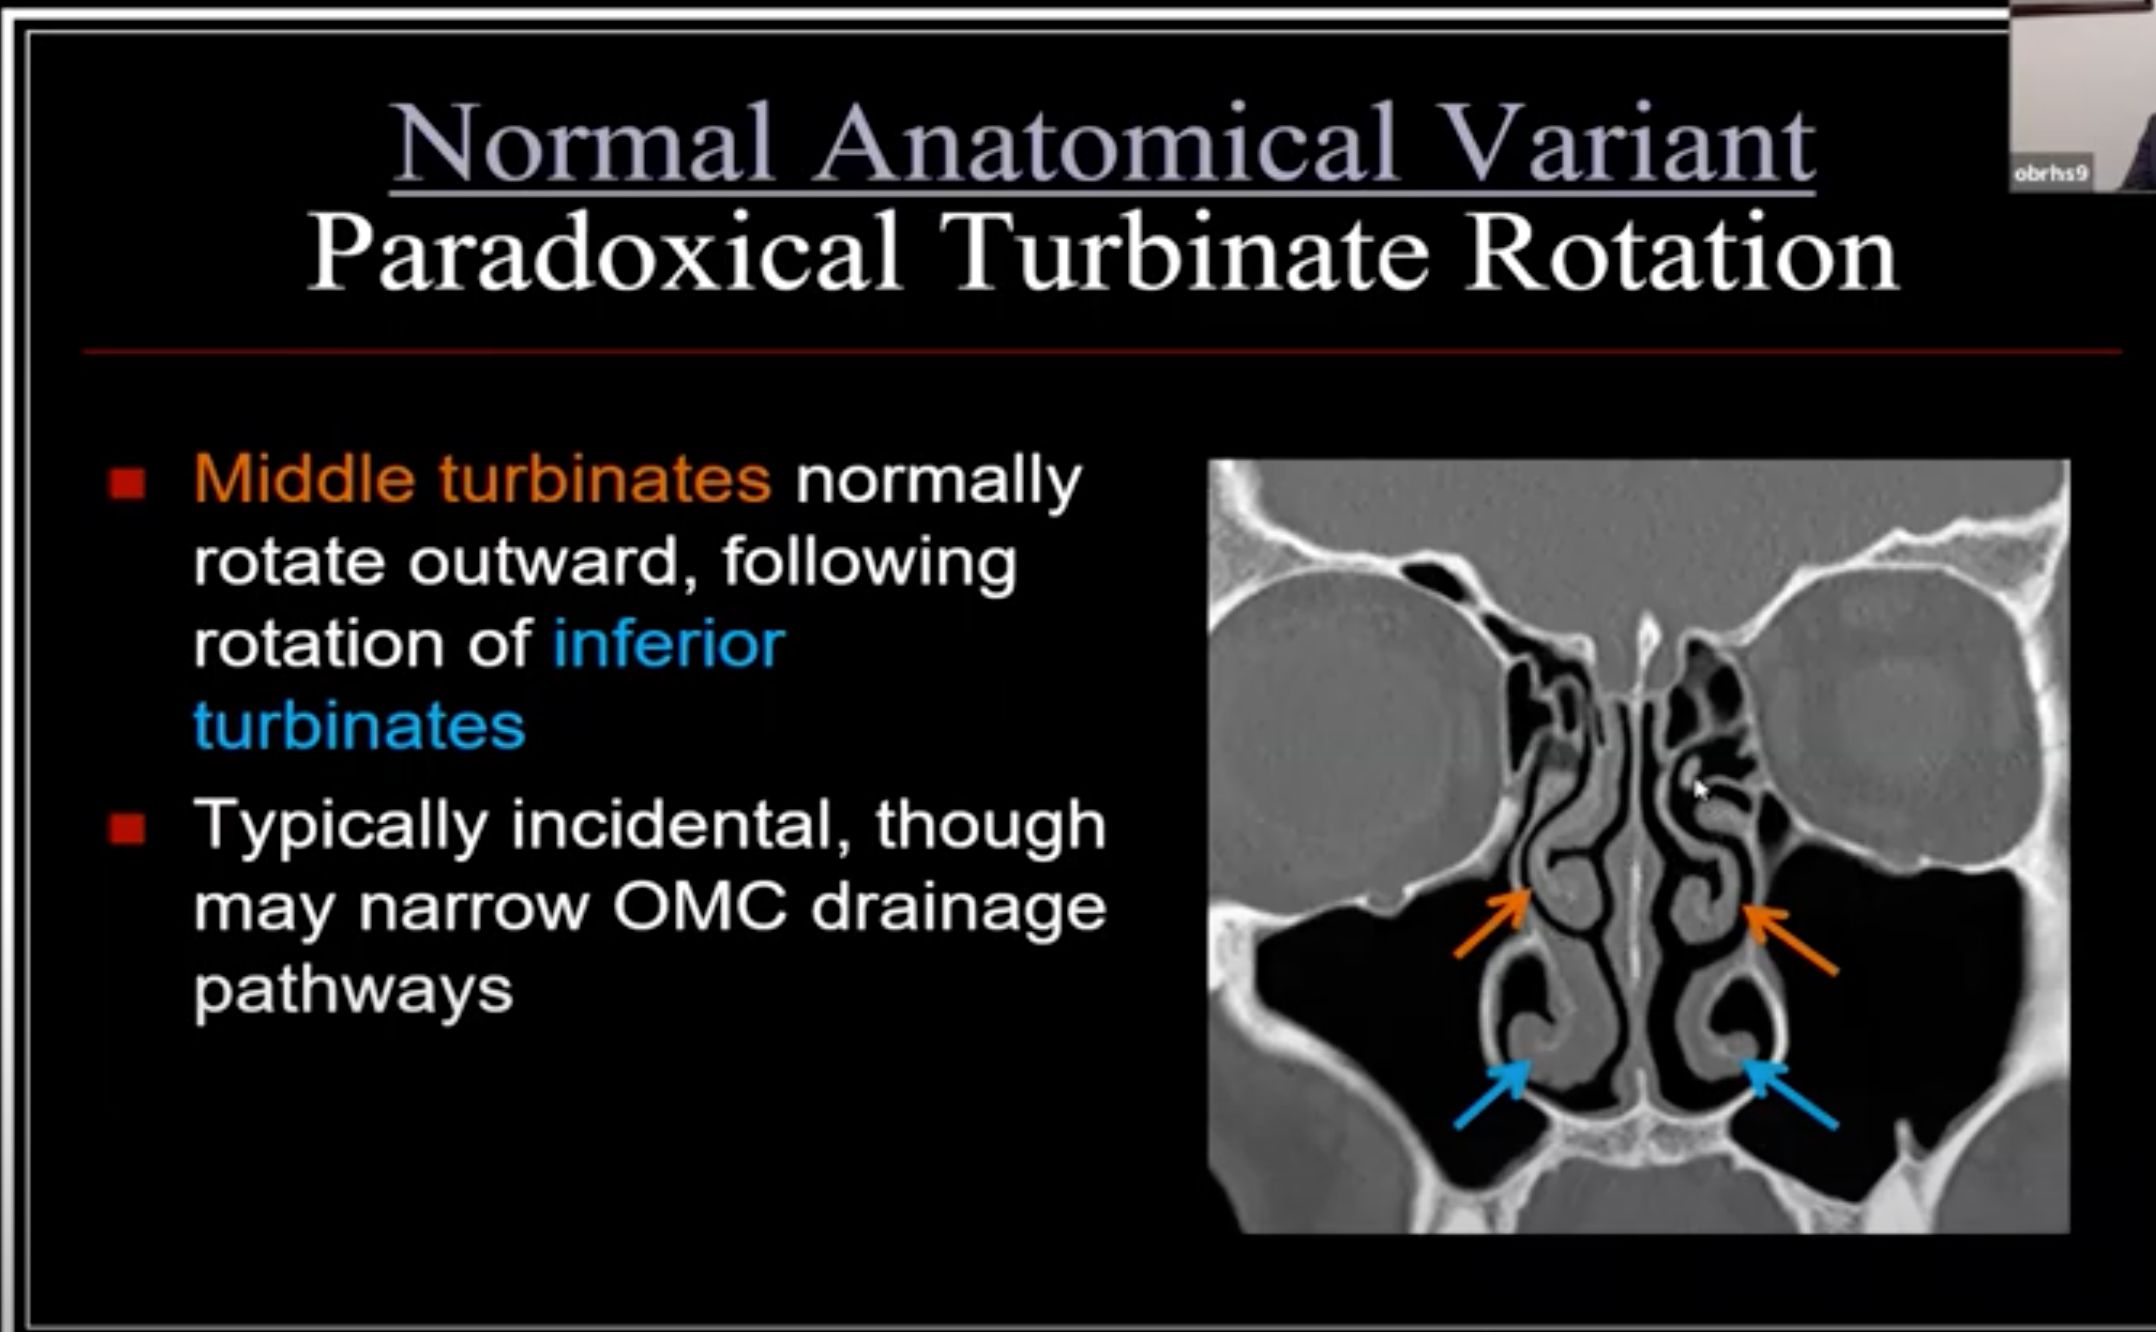 Normal Anatomical Variant
Paradoxical Turbinate Rotation
obrhs9
Middle turbinates normally
rotate outward, following
rotation of inferior
turbinates
Typically incidental, though
may narrow OMC drainage
pathways